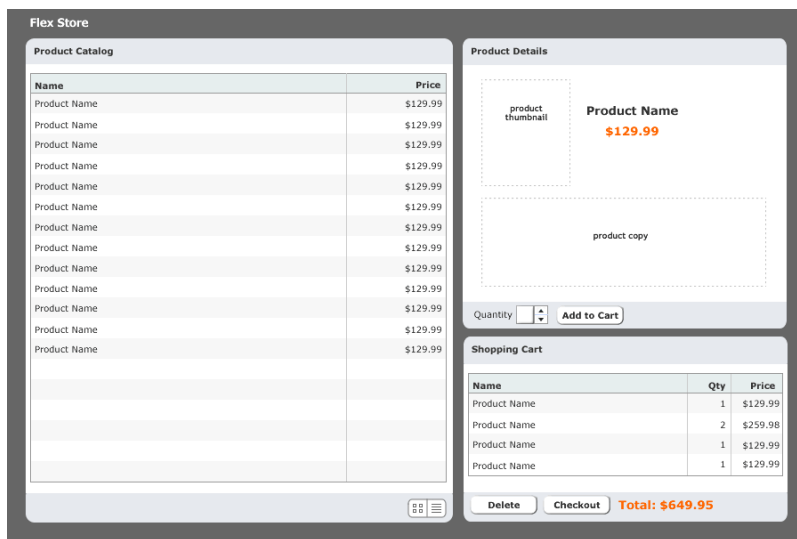 Flex Store
Product Catalog
Name Price
Product Name $129.99
Product Name $129.99
Product Name $129.99
Product Name $129.99
Product Name $129.99
Product Name $129.99
Product Name $129.99
Product Name $129.99
Product Name $129.99
Product Name $129.99
Product Name $129.99
Product Name $129.99
Product Name $129.99
Product Details
product
thumbnail
Product Name
$129.99
product copy
Quantity Add to Cart
Shopping Cart
Name Qty Price
Product Name 1 $129.99
Product Name 2 $259.98
Product Name 1 $129.99
Product Name 1 $129.99
Delete Checkout Total: $649.95